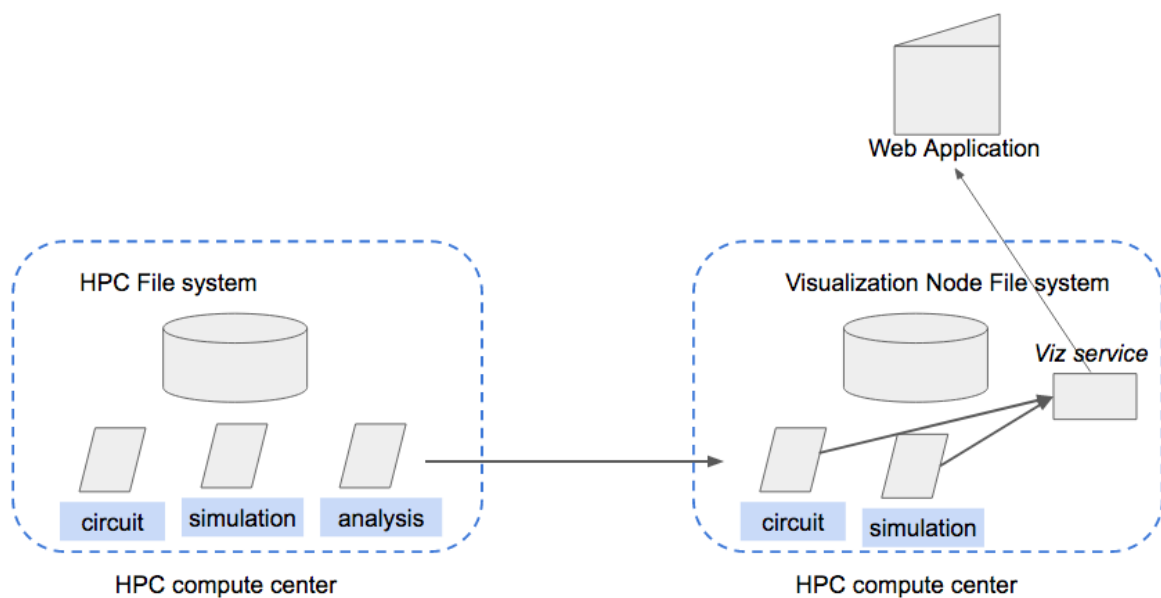 Web Application
HPC File system
Visualization Node File system
Viz service
circuit
simulation
analysis
circuit
simulation
HPC compute center
HPC compute center